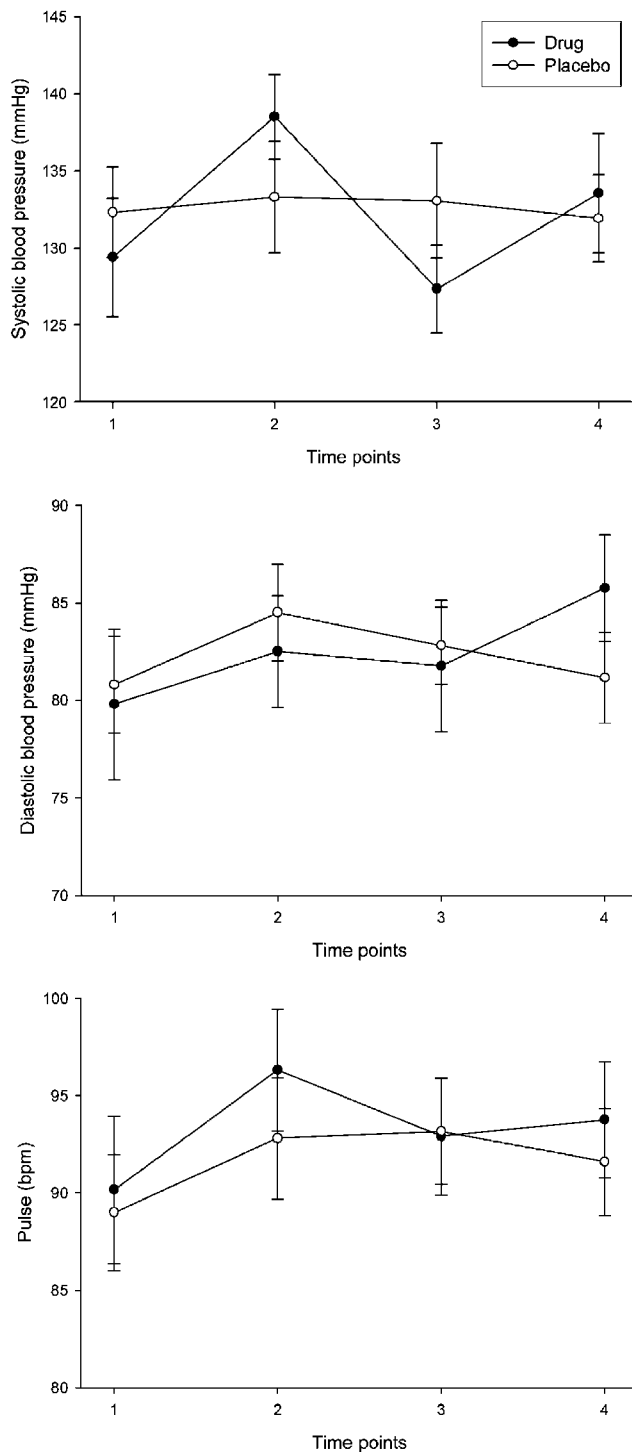 145
140
135
130
125
120
Systolic blood pressure (mmHg)
Drug
Placebo
1 2 3 4
Time points
90
85
80
75
70
Diastolic blood pressure (mmHg)
1 2 3 4
Time points
100
95
90
85
80
Pulse (bpm)
1 2 3 4
Time points